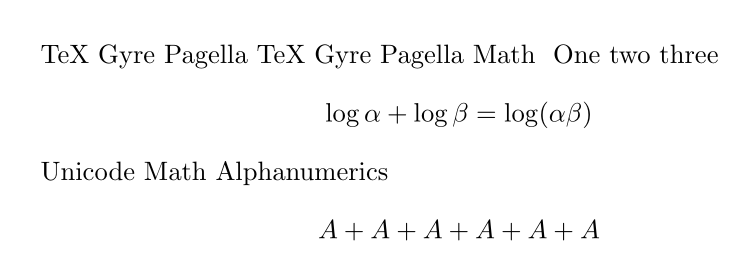 TeX Gyre Pagella TeX Gyre Pagella Math One two three
log α + log β = log(αβ)
Unicode Math Alphanumerics
A + A + A + A + A + A